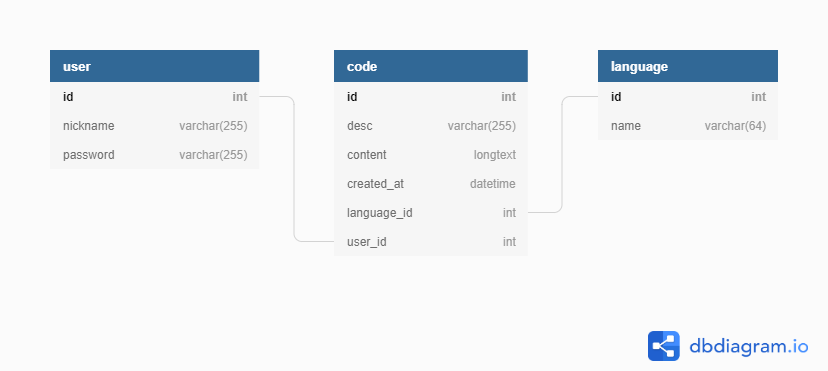 user
id int
nickname varchar(255)
password varchar(255)
code
id int
desc varchar(255)
content longtext
created_at datetime
language_id int
user_id int
language
id int
name varchar(64)
dbdiagram.io